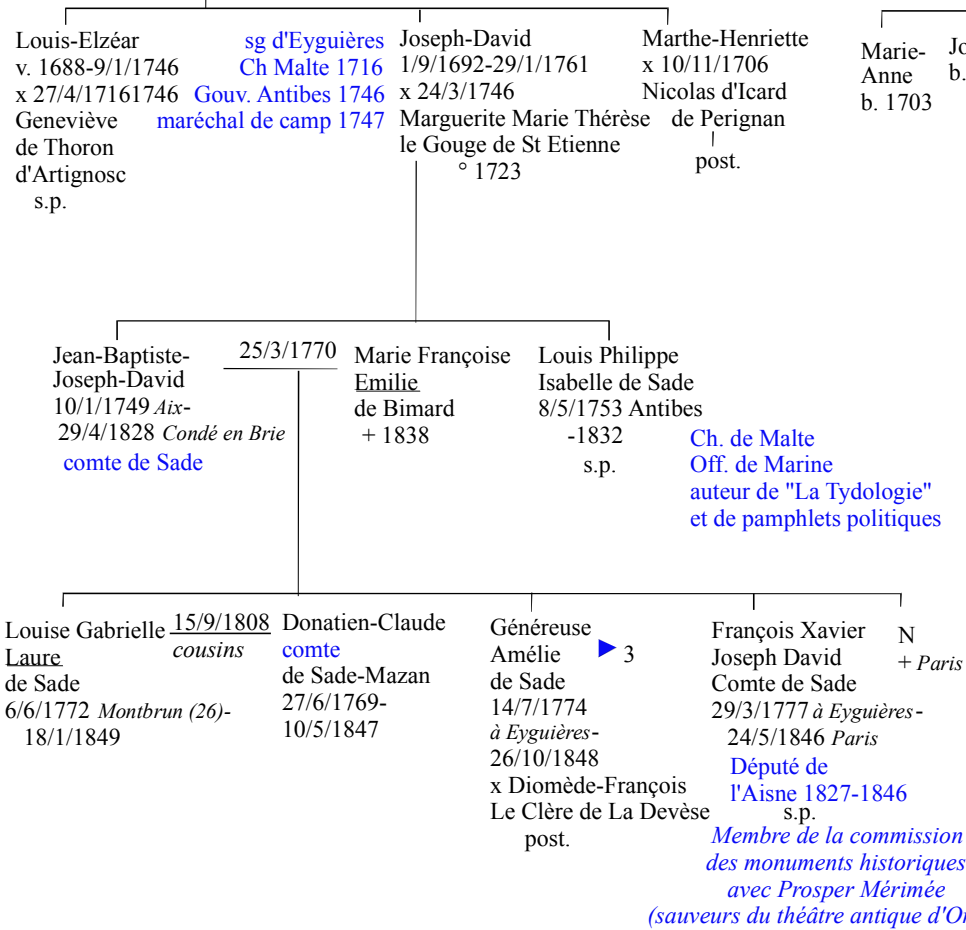 Louis-Elzéar
v. 1688-9/1/1746
x 27/4/17161746
Geneviève
de Thoron
d'Artignosc
s.p.
sg d'Eyguières
Ch Malte 1716
Gouv. Antibes 1746
maréchal de camp 1747
Joseph-David
1/9/1692-29/1/1761
x 24/3/1746
Marguerite Marie Thérèse
le Gouge de St Etienne
° 1723
Marthe-Henriette
x 10/11/1706
Nicolas d'Icard
de Perignan
post.
Marie-
Anne
b. 1703
b.
Jean-Baptiste-
Joseph-David
10/1/1749 Aix-
29/4/1828 Condé en Brie
comte de Sade
25/3/1770
Marie Françoise
Emilie
de Bimard
+ 1838
Louis Philippe
Isabelle de Sade
8/5/1753 Antibes
-1832
s.p.
Ch. de Malte
Off. de Marine
auteur de "La Tydologie"
et de pamphlets politiques
Louise Gabrielle
Laure
de Sade
6/6/1772 Montbrun (26)-
18/1/1849
15/9/1808
cousins
Donatien-Claude
comte
de Sade-Mazan
27/6/1769-
10/5/1847
Généreuse
Amélie
de Sade
14/7/1774
à Eyguières-
26/10/1848
x Diomède-François
Le Clère de La Devèse
post.
3
François Xavier
Joseph David
Comte de Sade
29/3/1777 à Eyguières-
24/5/1846 Paris
Député de
l'Aisne 1827-1846
s.p.
Membre de la commission
des monuments historiques
avec Prosper Mérimée
(sauveurs du théâtre antique
N
+ Paris